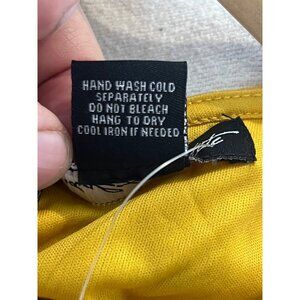 HAND WASH COLD
SEPARATELY
DO NOT BLEACH
HANG TO DRY
COOL IRON IF NEEDED